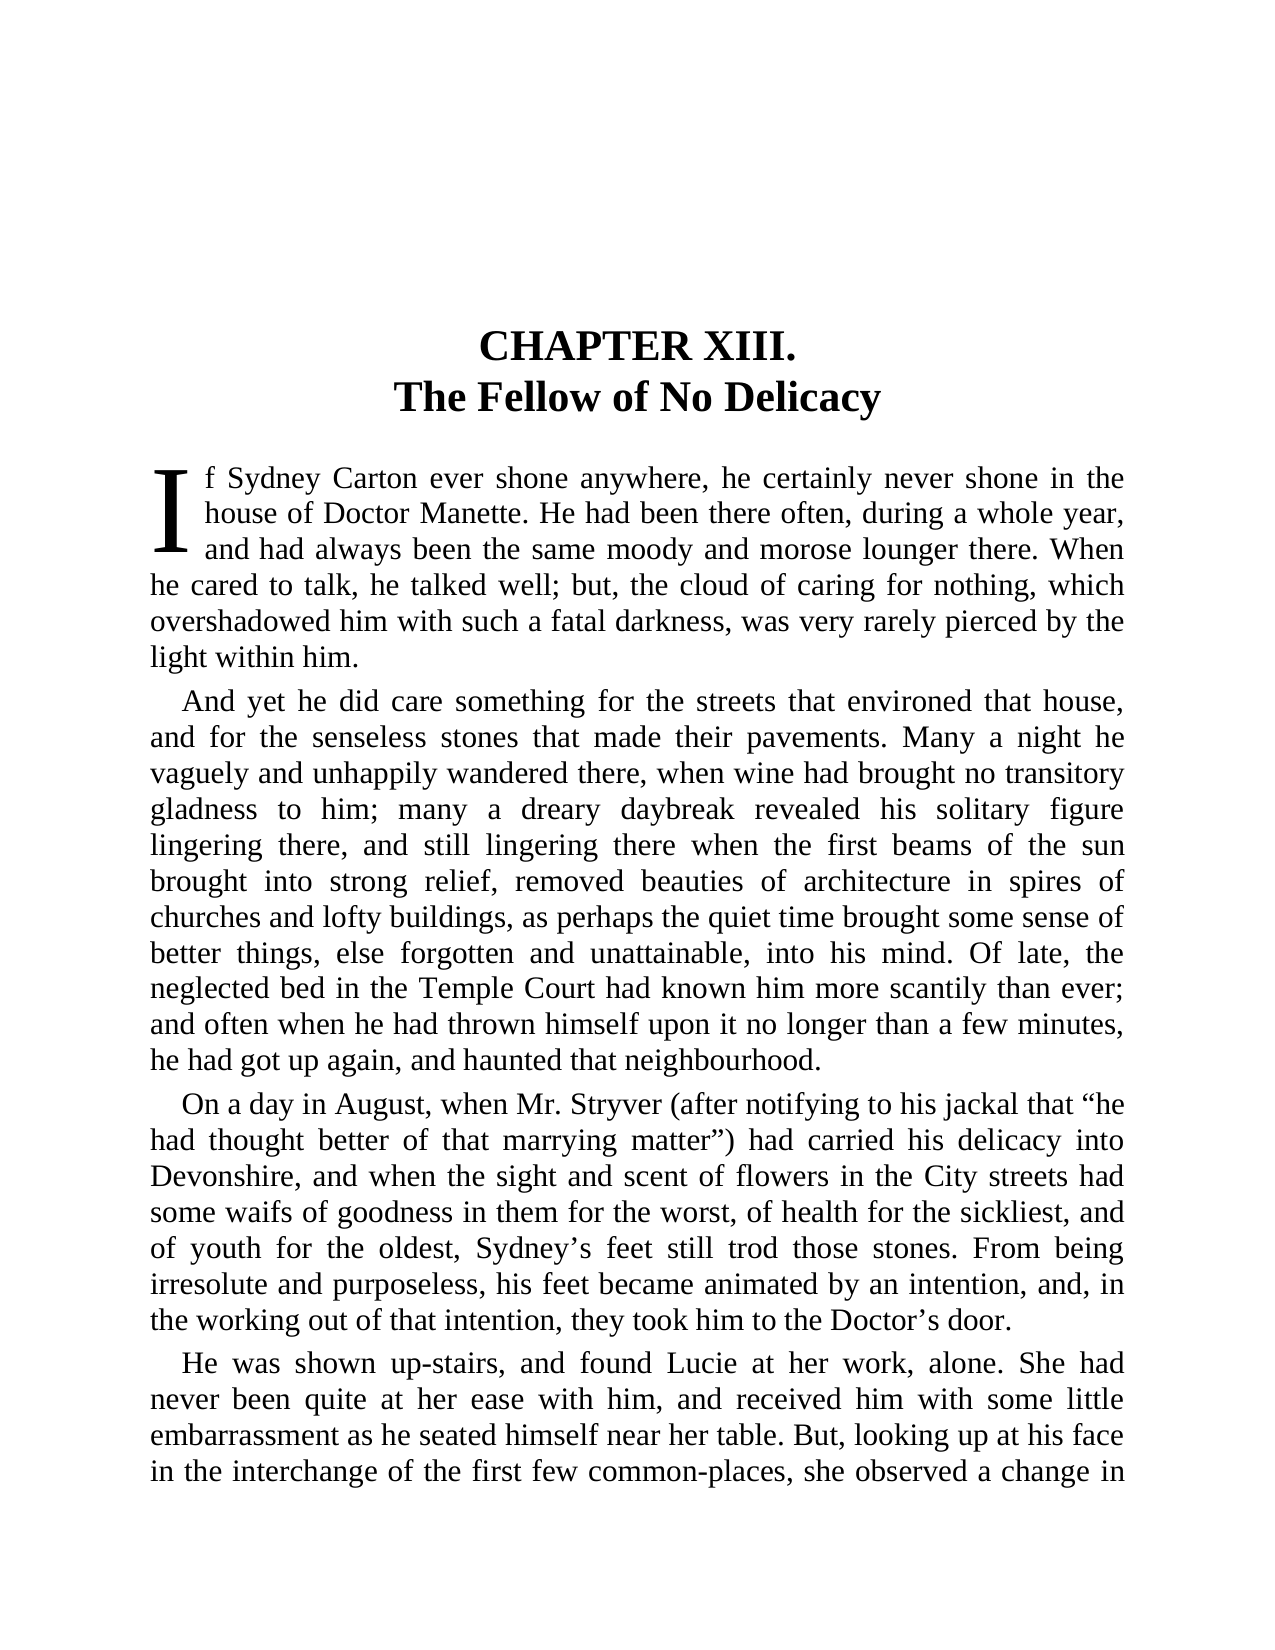 CHAPTER XIII.
The Fellow of No Delicacy
If Sydney Carton ever shone anywhere, he certainly never shone in the
house of Doctor Manette. He had been there often, during a whole year,
and had always been the same moody and morose lounger there. When
he cared to talk, he talked well; but, the cloud of caring for nothing, which
overshadowed him with such a fatal darkness, was very rarely pierced by the
light within him.
And yet he did care something for the streets that environed that house,
and for the senseless stones that made their pavements. Many a night he
vaguely and unhappily wandered there, when wine had brought no transitory
gladness to him; many a dreary daybreak revealed his solitary figure
lingering there, and still lingering there when the first beams of the sun
brought into strong relief, removed beauties of architecture in spires of
churches and lofty buildings, as perhaps the quiet time brought some sense of
better things, else forgotten and unattainable, into his mind. Of late, the
neglected bed in the Temple Court had known him more scantily than ever;
and often when he had thrown himself upon it no longer than a few minutes,
he had got up again, and haunted that neighbourhood.
On a day in August, when Mr. Stryver (after notifying to his jackal that “he
had thought better of that marrying matter”) had carried his delicacy into
Devonshire, and when the sight and scent of flowers in the City streets had
some waifs of goodness in them for the worst, of health for the sickliest, and
of youth for the oldest, Sydney’s feet still trod those stones. From being
irresolute and purposeless, his feet became animated by an intention, and, in
the working out of that intention, they took him to the Doctor’s door.
He was shown up-stairs, and found Lucie at her work, alone. She had
never been quite at her ease with him, and received him with some little
embarrassment as he seated himself near her table. But, looking up at his face
in the interchange of the first few common-places, she observed a change in